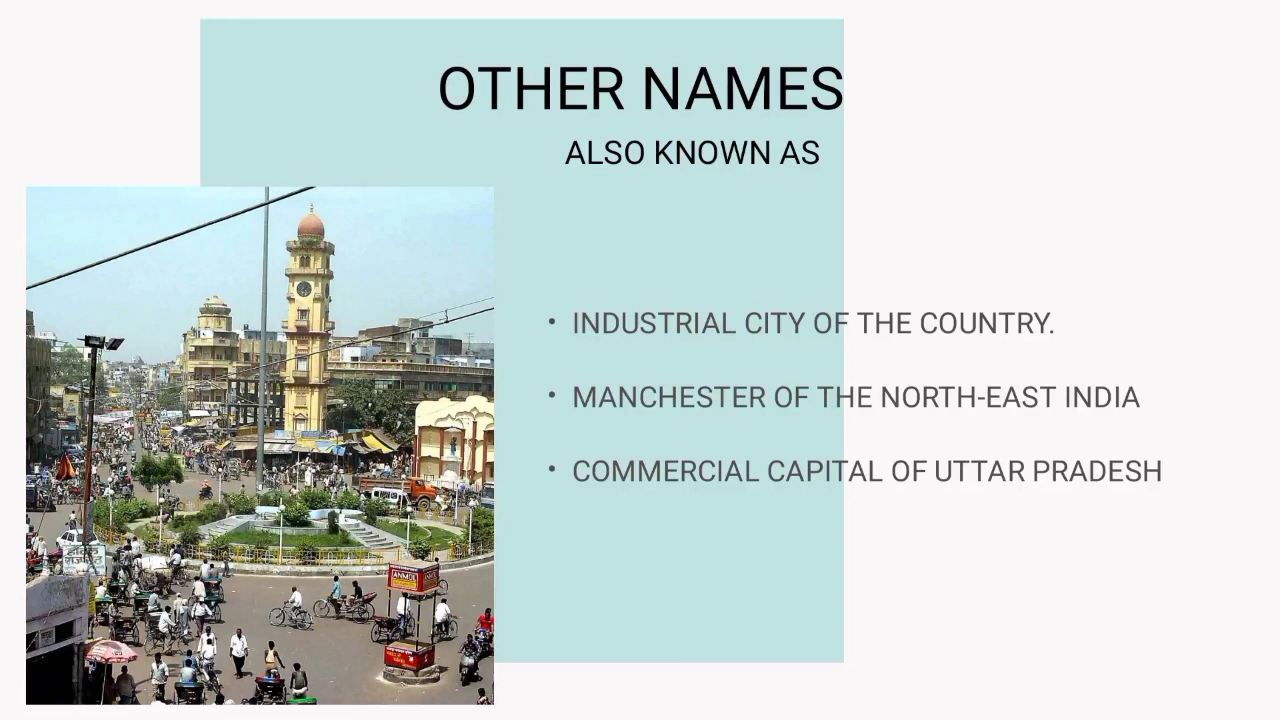 OTHER NAMES
ALSO KNOWN AS
• INDUSTRIAL CITY OF THE COUNTRY.
• MANCHESTER OF THE NORTH-EAST INDIA
• COMMERCIAL CAPITAL OF UTTAR PRADESH
ANMOL